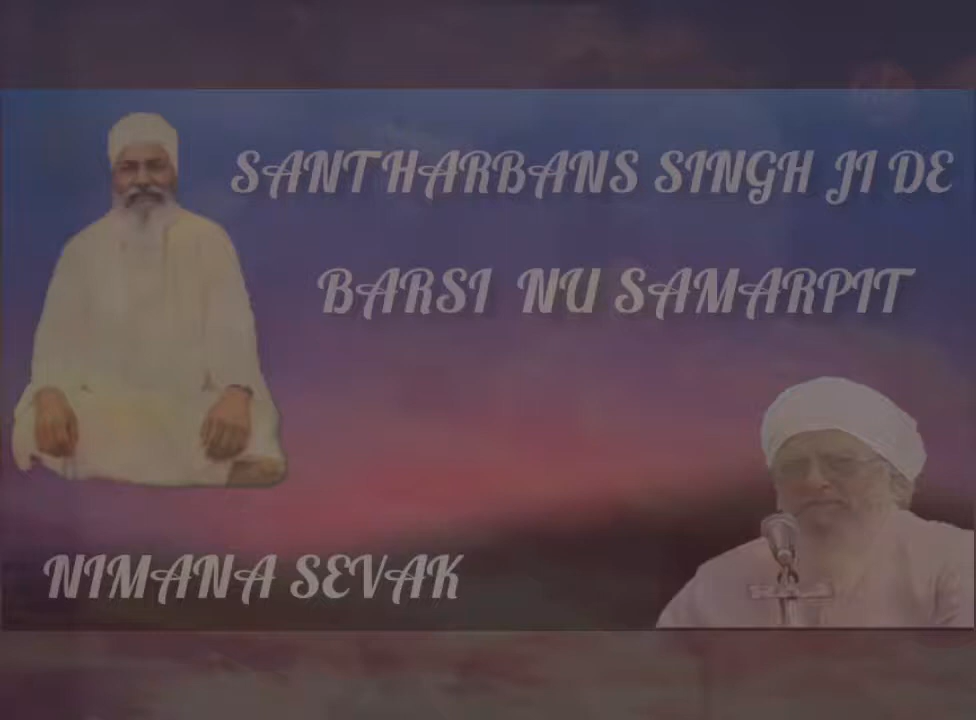 SANT HARBANS SINGH JI DE
BARSI NU SAMARPIT
NIMANA SEVAK